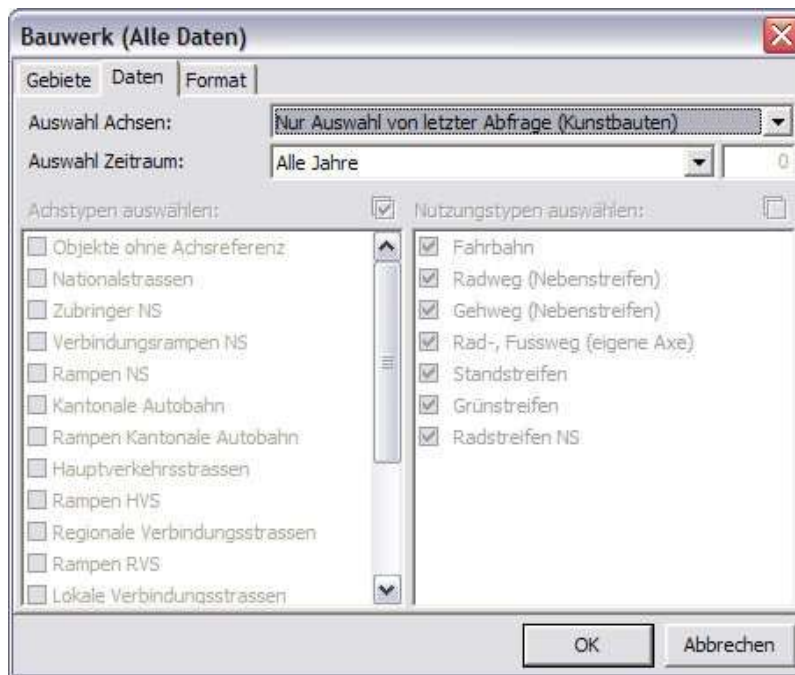 Bauwerk (Alle Daten)
Gebiete Daten Format
Auswahl Achsen: Nur Auswahl von letzter Abfrage (Kunstbauten)
Auswahl Zeitraum: Alle Jahre 0
Achstypen auswählen:
Objekte ohne Achsreferenz
Nationalstrassen
Zubringer NS
Verbindungsrampen NS
Rampen NS
Kantonale Autobahn
Rampen Kantonale Autobahn
Hauptverkehrsstrassen
Rampen HVS
Regionale Verbindungsstrassen
Rampen RVS
Lokale Verbindungsstrassen
Nutzungstypen auswählen:
Fahrbahn
Radweg (Nebenstreifen)
Gehweg (Nebenstreifen)
Rad-, Fussweg (eigene Axe)
Standstreifen
Grünstreifen
Radstreifen NS
OK Abbrechen